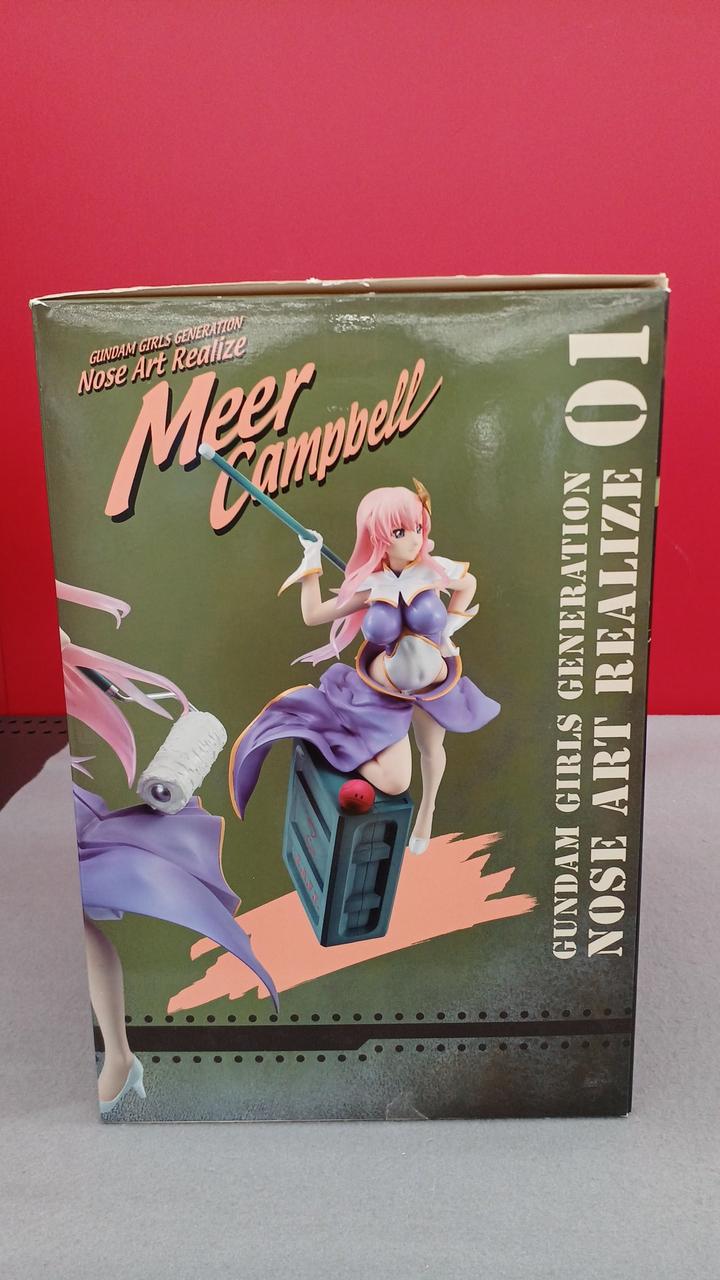 GUNDAM GIRLS GENERATION
Nose Art Realize
Meer
Campbell
GUNDAM GIRLS GENERATION
NOSE ART REALIZE 01